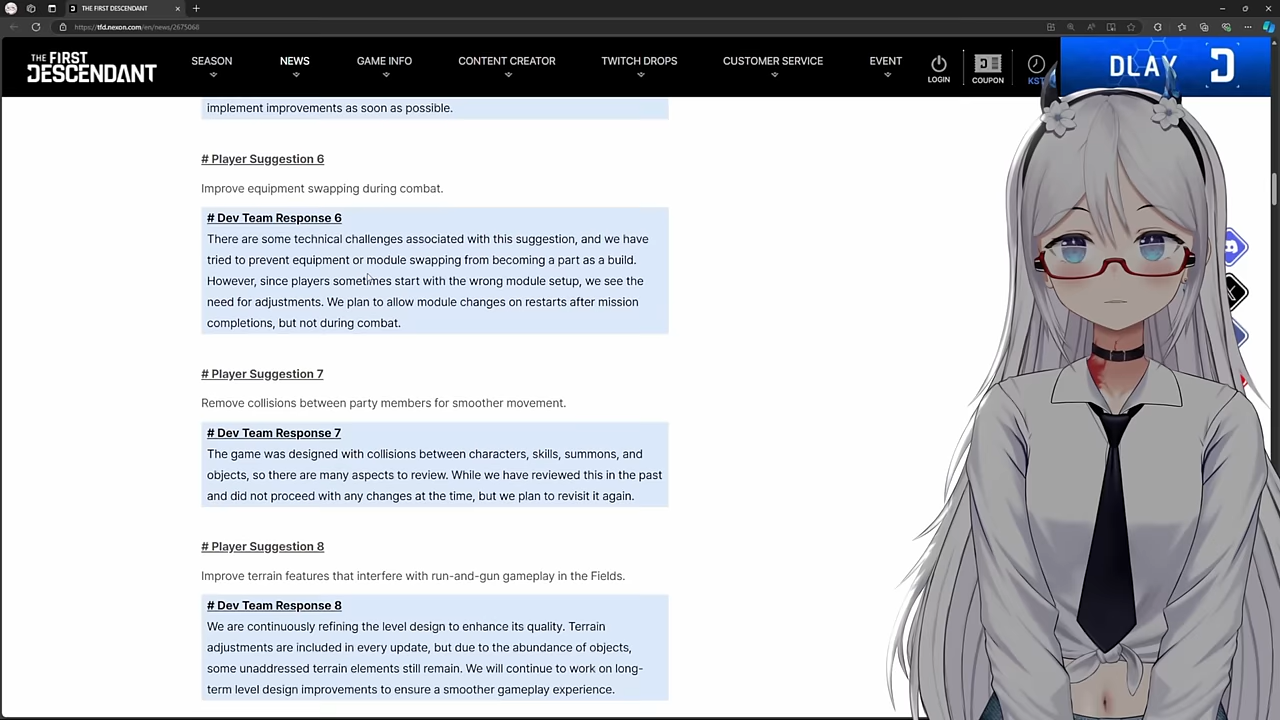 THE FIRST DESCENDANT
https://tfd.nexon.com/en/news/2675068
THE FIRST
DESCENDANT
SEASON
NEWS
GAME INFO
CONTENT CREATOR
TWITCH DROPS
CUSTOMER SERVICE
EVENT
LOGIN
COUPON
KST
implement improvements as soon as possible.
# Player Suggestion 6
Improve equipment swapping during combat.
# Dev Team Response 6
There are some technical challenges associated with this suggestion, and we have
tried to prevent equipment or module swapping from becoming a part as a build.
However, since players sometimes start with the wrong module setup, we see the
need for adjustments. We plan to allow module changes on restarts after mission
completions, but not during combat.
# Player Suggestion 7
Remove collisions between party members for smoother movement.
# Dev Team Response 7
The game was designed with collisions between characters, skills, summons, and
objects, so there are many aspects to review. While we have reviewed this in the past
and did not proceed with any changes at the time, but we plan to revisit it again.
# Player Suggestion 8
Improve terrain features that interfere with run-and-gun gameplay in the Fields.
# Dev Team Response 8
We are continuously refining the level design to enhance its quality. Terrain
adjustments are included in every update, but due to the abundance of objects,
some unaddressed terrain elements still remain. We will continue to work on long-
term level design improvements to ensure a smoother gameplay experience.